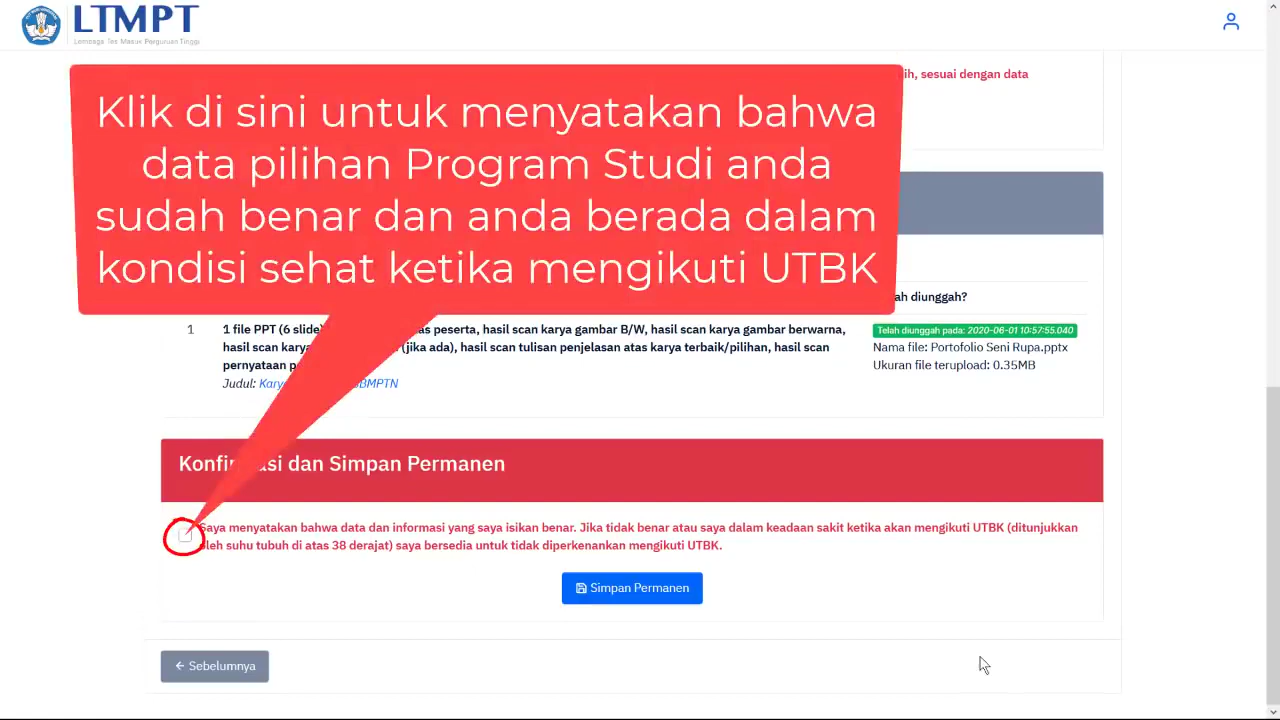 LTMPT
Lembaga Tes Masuk Perguruan Tinggi
ih, sesuai dengan data
Klik di sini untuk menyatakan bahwa
data pilihan Program Studi anda
sudah benar dan anda berada dalam
kondisi sehat ketika mengikuti UTBK
ah diunggah?
1
1 file PPT (6 slide) as peserta, hasil scan karya gambar B/W, hasil scan karya gambar berwarna,
hasil scan karya (jika ada), hasil scan tulisan penjelasan atas karya terbaik/pilihan, hasil scan
pernyataan
Judul: BMPTN
Telah diunggah pada: 2020-06-01 10:57:55.040
Nama file: Portofolio Seni Rupa.pptx
Ukuran file terupload: 0.35MB
Konfirmasi dan Simpan Permanen
Saya menyatakan bahwa data dan informasi yang saya isikan benar. Jika tidak benar atau saya dalam keadaan sakit ketika akan mengikuti UTBK (ditunjukkan
oleh suhu tubuh di atas 38 derajat) saya bersedia untuk tidak diperkenankan mengikuti UTBK.
Simpan Permanen
← Sebelumnya